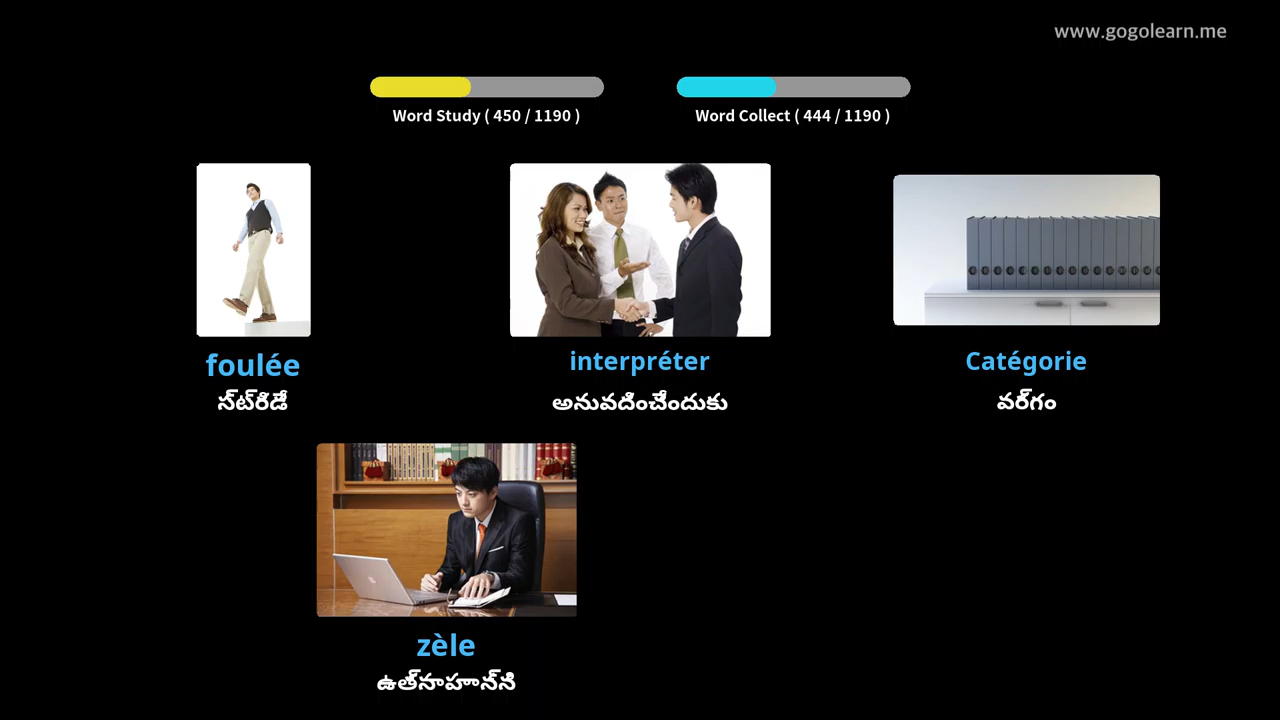 www.gogolearn.me
Word Study ( 450 / 1190 )
Word Collect ( 444 / 1190 )
foulée
interpréter
Catégorie
స్ట్రిడే
అనువదించేందుకు
వర్గం
zèle
ఉత్సాహాన్ని